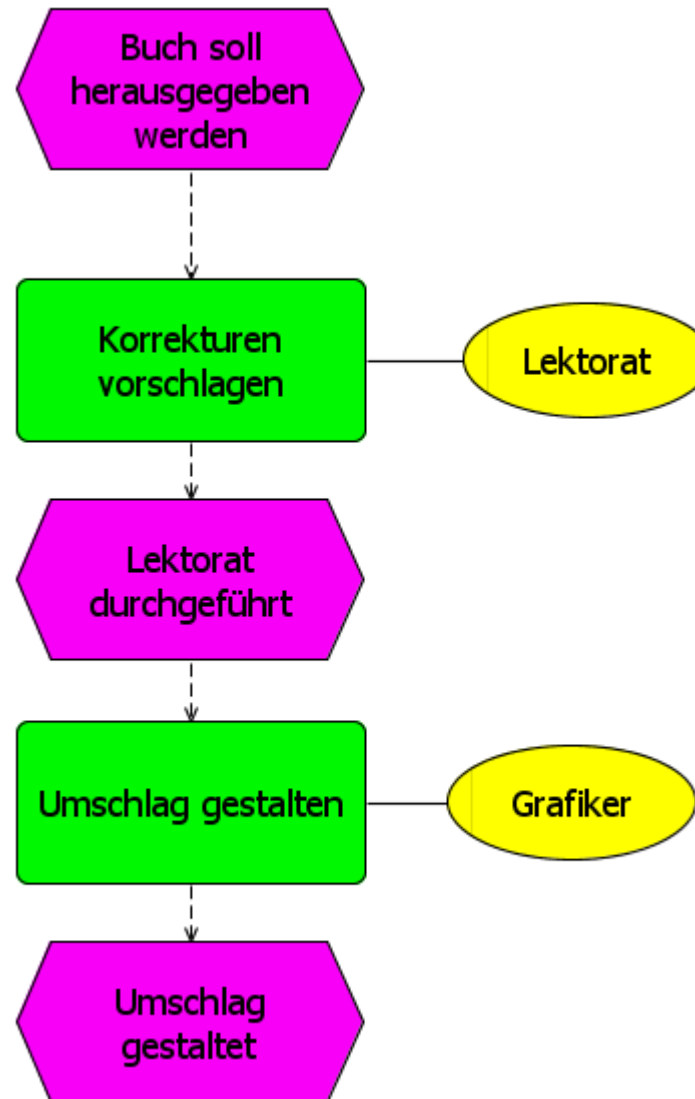 Buch soll
herausgegeben
werden
Korrekturen
vorschlagen
Lektorat
Lektorat
durchgeführt
Umschlag gestalten
Grafiker
Umschlag
gestaltet